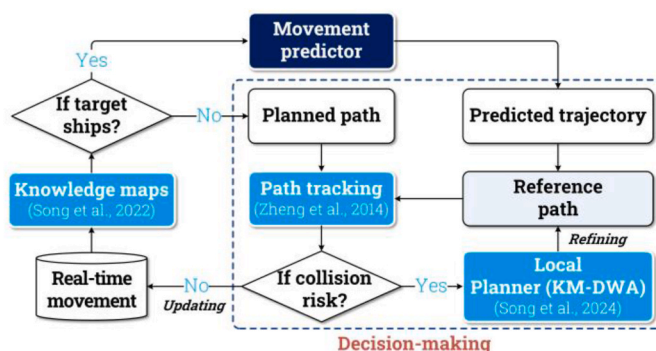 Movement
predictor
Yes
If target
ships?
No
Planned path
Predicted trajectory
Knowledge maps
(Song et al., 2022)
Path tracking
(Zheng et al., 2014)
Reference
path
Refining
Real-time
movement
No
Updating
If collision
risk?
Yes
Local
Planner (KM-DWA)
(Song et al., 2024)
Decision-making